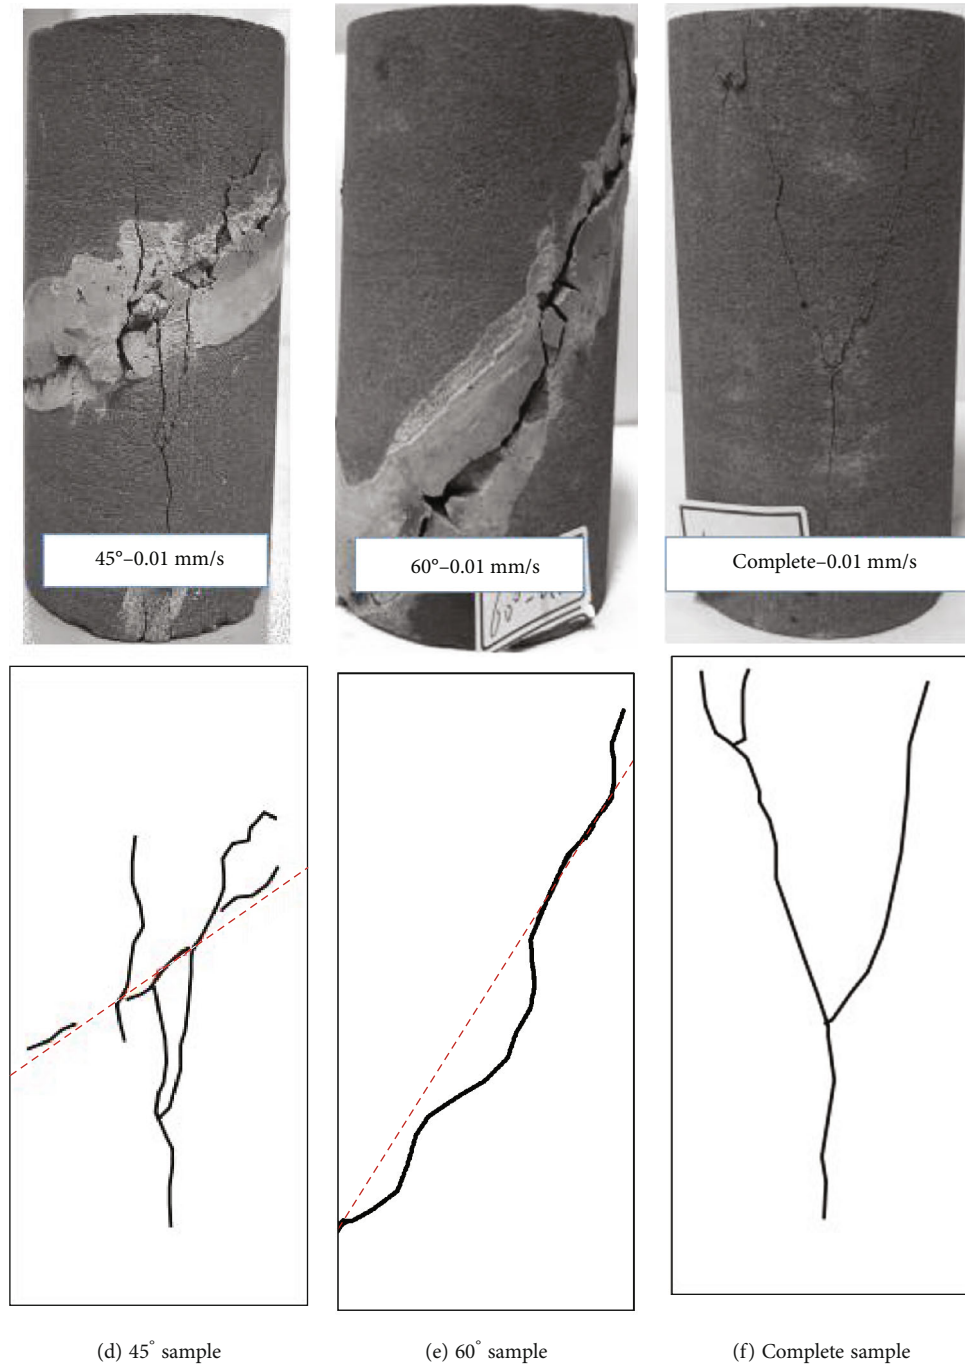 45°–0.01 mm/s
60°–0.01 mm/s
Complete–0.01 mm/s
(d) 45° sample
(e) 60° sample
(f) Complete sample